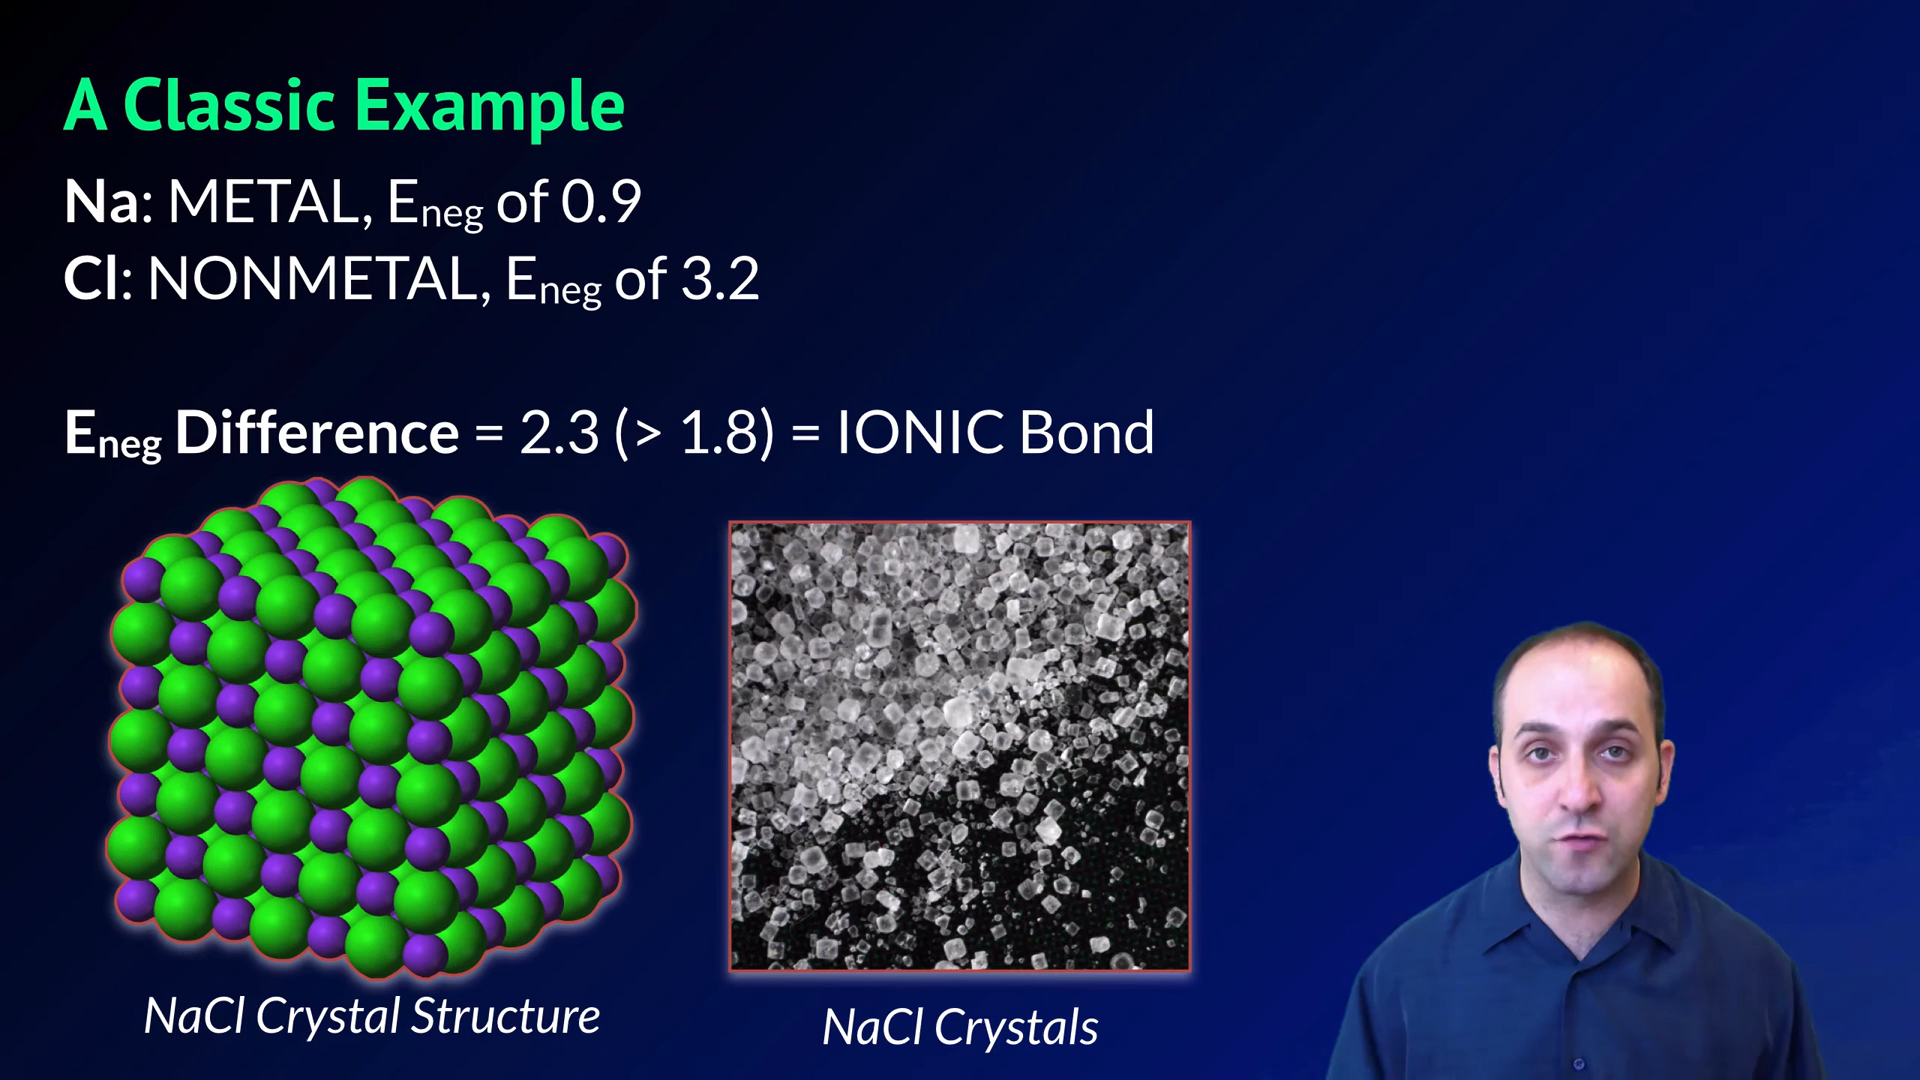 A Classic Example
Na: METAL, Eneg of 0.9
Cl: NONMETAL, Eneg of 3.2
Eneg Difference = 2.3 (> 1.8) = IONIC Bond
NaCl Crystal Structure
NaCl Crystals